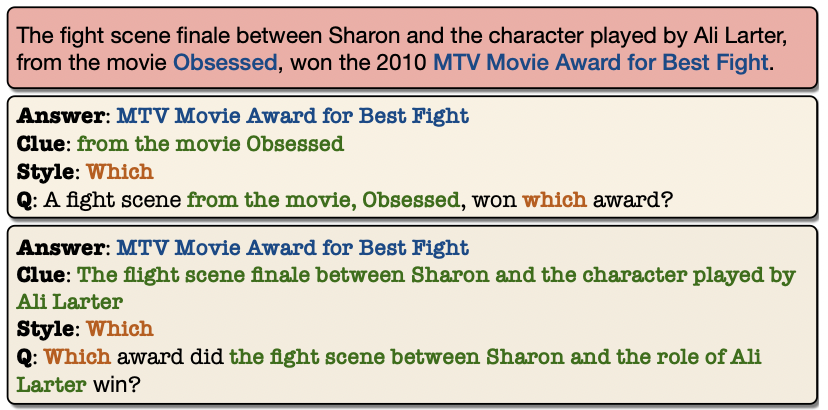 The fight scene finale between Sharon and the character played by Ali Larter,
from the movie Obsessed, won the 2010 MTV Movie Award for Best Fight.
Answer: MTV Movie Award for Best Fight
Clue: from the movie Obsessed
Style: Which
Q: A fight scene from the movie, Obsessed, won which award?
Answer: MTV Movie Award for Best Fight
Clue: The flight scene finale between Sharon and the character played by
Ali Larter
Style: Which
Q: Which award did the fight scene between Sharon and the role of Ali
Larter win?